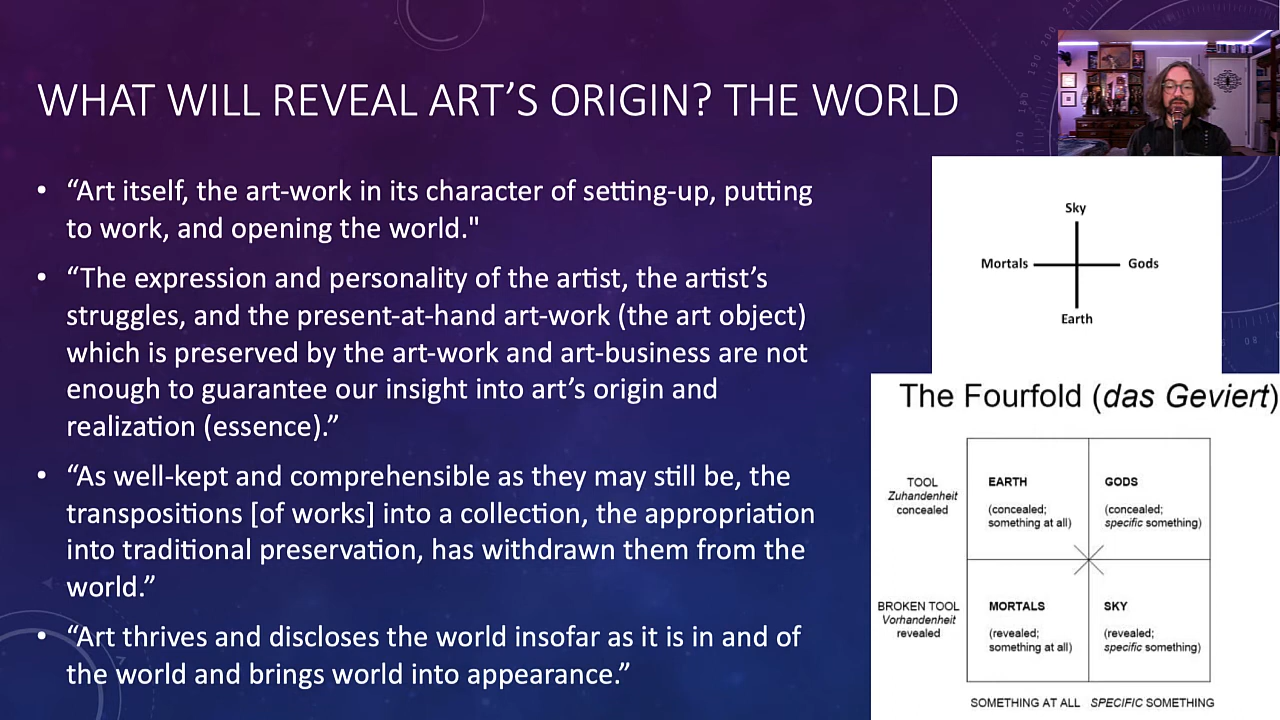 WHAT WILL REVEAL ART’S ORIGIN? THE WORLD
• “Art itself, the art-work in its character of setting-up, putting
to work, and opening the world."
• “The expression and personality of the artist, the artist’s
struggles, and the present-at-hand art-work (the art object)
which is preserved by the art-work and art-business are not
enough to guarantee our insight into art’s origin and
realization (essence).”
• “As well-kept and comprehensible as they may still be, the
transpositions [of works] into a collection, the appropriation
into traditional preservation, has withdrawn them from the
world.”
• “Art thrives and discloses the world insofar as it is in and of
the world and brings world into appearance.”
Sky
Mortals
Gods
Earth
The Fourfold (das Geviert)
TOOL
Zuhandenheit
concealed
EARTH
(concealed;
something at all)
GODS
(concealed;
specific something)
BROKEN TOOL
Vorhandenheit
revealed
MORTALS
(revealed;
something at all)
SKY
(revealed;
specific something)
SOMETHING AT ALL
SPECIFIC SOMETHING
170
180
190
200